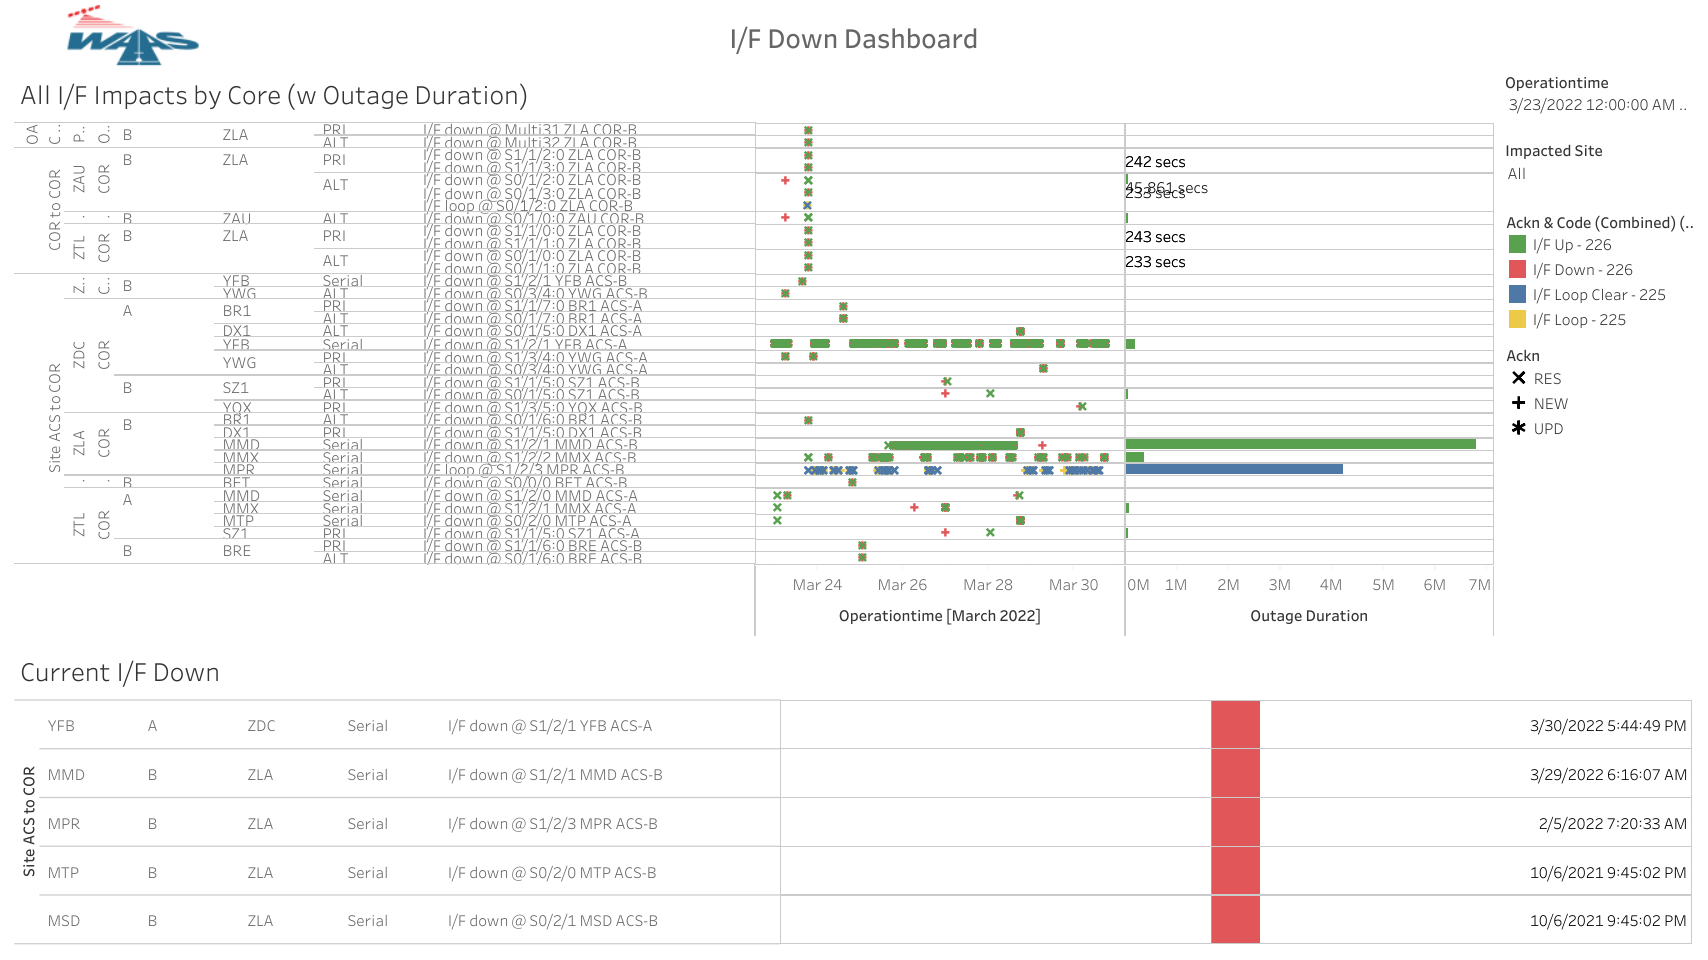 WAAS
I/F Down Dashboard
All I/F Impacts by Core (w Outage Duration)
OA C.. P.. O.. B ZLA PRI I/F down @ Multi31 ZLA COR-B
ALT I/F down @ Multi32 ZLA COR-B
COR to COR ZAU COR B ZLA PRI I/F down @ S1/1/2:0 ZLA COR-B
I/F down @ S1/1/3:0 ZLA COR-B 242 secs
ALT I/F down @ S0/1/2:0 ZLA COR-B 45,861 secs
I/F down @ S0/1/3:0 ZLA COR-B 233 secs
I/F loop @ S0/1/2:0 ZLA COR-B
. . B ZAU ALT I/F down @ S0/1/0:0 ZAU COR-B
ZTL COR B ZLA PRI I/F down @ S1/1/0:0 ZLA COR-B
I/F down @ S1/1/1:0 ZLA COR-B 243 secs
ALT I/F down @ S0/1/0:0 ZLA COR-B
I/F down @ S0/1/1:0 ZLA COR-B 233 secs
Site ACS to COR Z.. C.. B YFB Serial I/F down @ S1/2/1 YFB ACS-B
YWG ALT I/F down @ S0/3/4:0 YWG ACS-B
ZDC COR A BR1 PRI I/F down @ S1/1/7:0 BR1 ACS-A
ALT I/F down @ S0/1/7:0 BR1 ACS-A
DX1 ALT I/F down @ S0/1/5:0 DX1 ACS-A
YFB Serial I/F down @ S1/2/1 YFB ACS-A
YWG PRI I/F down @ S1/3/4:0 YWG ACS-A
ALT I/F down @ S0/3/4:0 YWG ACS-A
B SZ1 PRI I/F down @ S1/1/5:0 SZ1 ACS-B
ALT I/F down @ S0/1/5:0 SZ1 ACS-B
YQX PRI I/F down @ S1/3/5:0 YQX ACS-B
ZLA COR B BR1 ALT I/F down @ S0/1/6:0 BR1 ACS-B
DX1 PRI I/F down @ S1/1/5:0 DX1 ACS-B
MMD Serial I/F down @ S1/2/1 MMD ACS-B
MMX Serial I/F down @ S1/2/2 MMX ACS-B
MPR Serial I/F loop @ S1/2/3 MPR ACS-B
. . B BET Serial I/F down @ S0/0/0 BET ACS-B
ZTL COR A MMD Serial I/F down @ S1/2/0 MMD ACS-A
MMX Serial I/F down @ S1/2/1 MMX ACS-A
MTP Serial I/F down @ S0/2/0 MTP ACS-A
SZ1 PRI I/F down @ S1/1/5:0 SZ1 ACS-A
B BRE PRI I/F down @ S1/1/6:0 BRE ACS-B
ALT I/F down @ S0/1/6:0 BRE ACS-B
Mar 24 Mar 26 Mar 28 Mar 30 0M 1M 2M 3M 4M 5M 6M 7M
Operationtime [March 2022] Outage Duration
Operationtime
3/23/2022 12:00:00 AM ..
Impacted Site
All
Ackn & Code (Combined) (..
I/F Up - 226
I/F Down - 226
I/F Loop Clear - 225
I/F Loop - 225
Ackn
RES
NEW
UPD
Current I/F Down
Site ACS to COR
YFB A ZDC Serial I/F down @ S1/2/1 YFB ACS-A 3/30/2022 5:44:49 PM
MMD B ZLA Serial I/F down @ S1/2/1 MMD ACS-B 3/29/2022 6:16:07 AM
MPR B ZLA Serial I/F down @ S1/2/3 MPR ACS-B 2/5/2022 7:20:33 AM
MTP B ZLA Serial I/F down @ S0/2/0 MTP ACS-B 10/6/2021 9:45:02 PM
MSD B ZLA Serial I/F down @ S0/2/1 MSD ACS-B 10/6/2021 9:45:02 PM